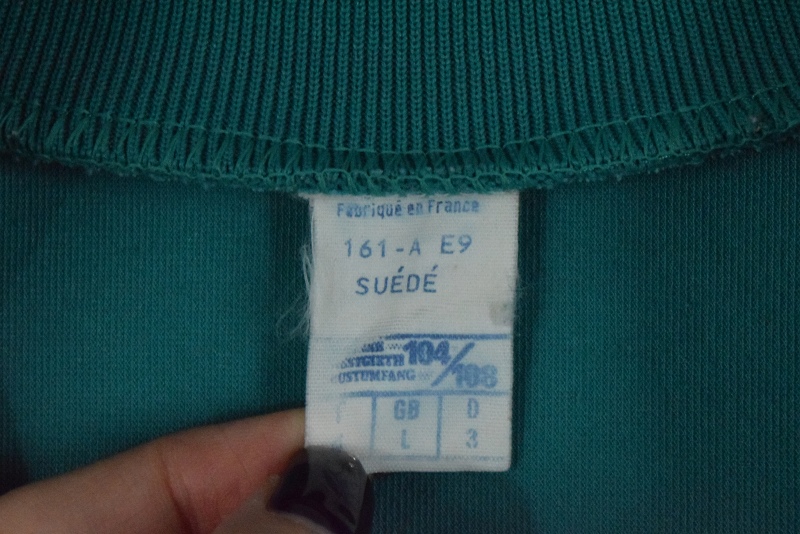 Fabriqué en France
161-A E9
SUÉDÉ
104/108
GB D
L 3